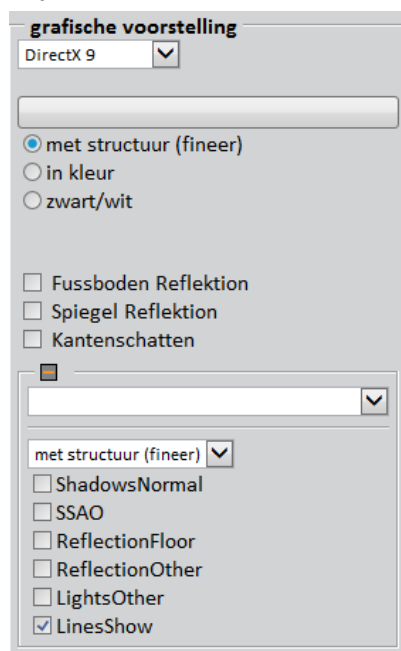 grafische voorstelling
DirectX 9
met structuur (fineer)
in kleur
zwart/wit
Fussboden Reflektion
Spiegel Reflektion
Kantenschatten
met structuur (fineer)
ShadowsNormal
SSAO
ReflectionFloor
ReflectionOther
LightsOther
LinesShow